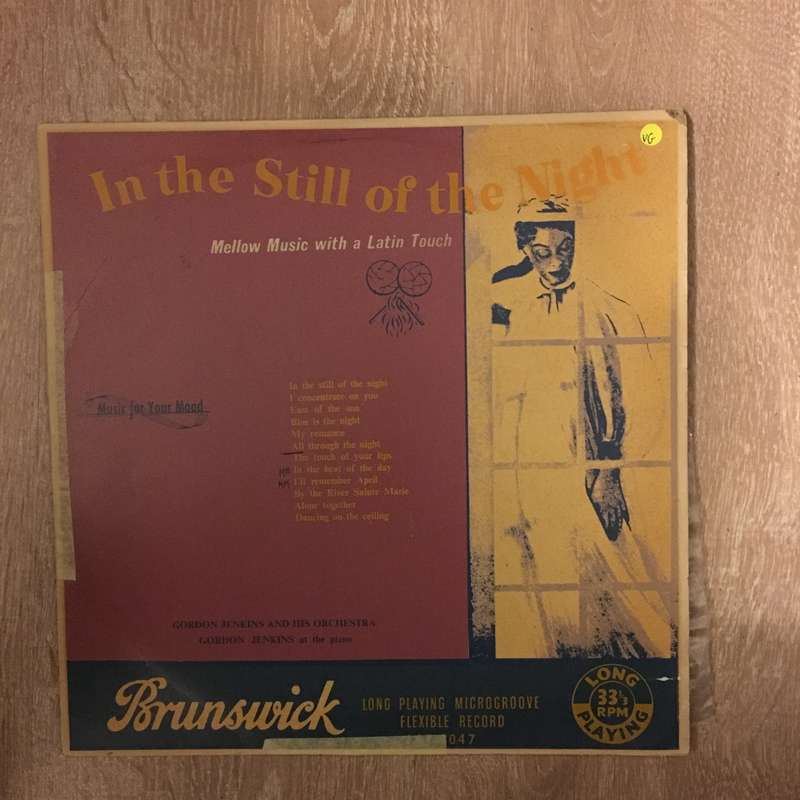 VG
In the Still of the Night
Mellow Music with a Latin Touch
Music for Your Mood
In the still of the night
I concentrate on you
East of the sun
Blue is the night
My romance
All through the night
The touch of your lips
In the heat of the day
I'll remember April
By the River Sainte Marie
Alone together
Dancing on the ceiling
GORDON JENKINS AND HIS ORCHESTRA
GORDON JENKINS at the piano
Brunswick
LONG PLAYING MICROGROOVE
FLEXIBLE RECORD
047
LONG
33⅓
RPM
PLAYING